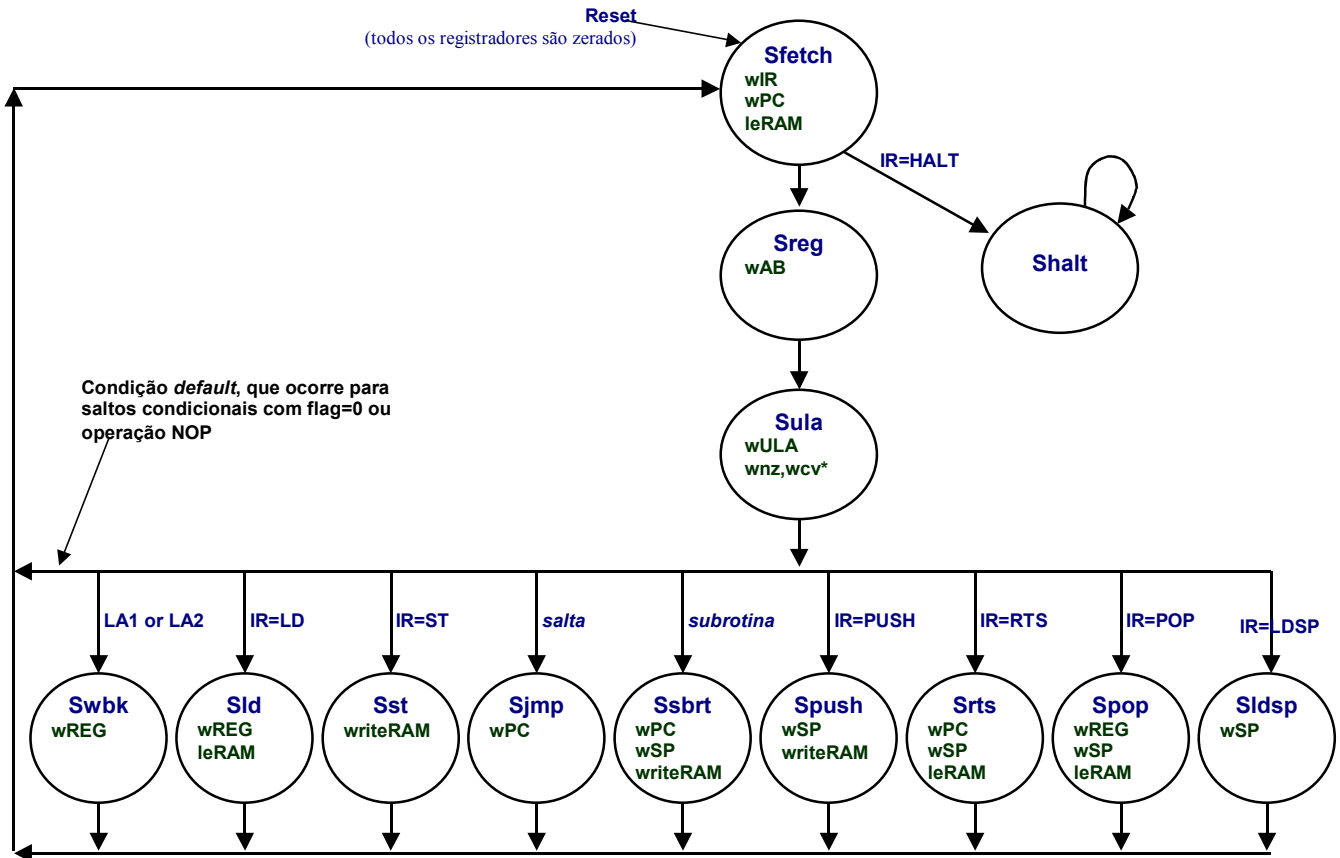 Reset
(todos os registradores são zerados)
Sfetch
wIR
wPC
leRAM
IR=HALT
Sreg
wAB
Shalt
Condição default, que ocorre para
saltos condicionais com flag=0 ou
operação NOP
Sula
wULA
wnz,wcv*
LA1 or LA2
IR=LD
IR=ST
salta
subrotina
IR=PUSH
IR=RTS
IR=POP
IR=LDSP
Swbk
wREG
Sld
wREG
leRAM
Sst
writeRAM
Sjmp
wPC
Ssbrt
wPC
wSP
writeRAM
Spush
wSP
writeRAM
Srts
wPC
wSP
leRAM
Spop
wREG
wSP
leRAM
Sldsp
wSP